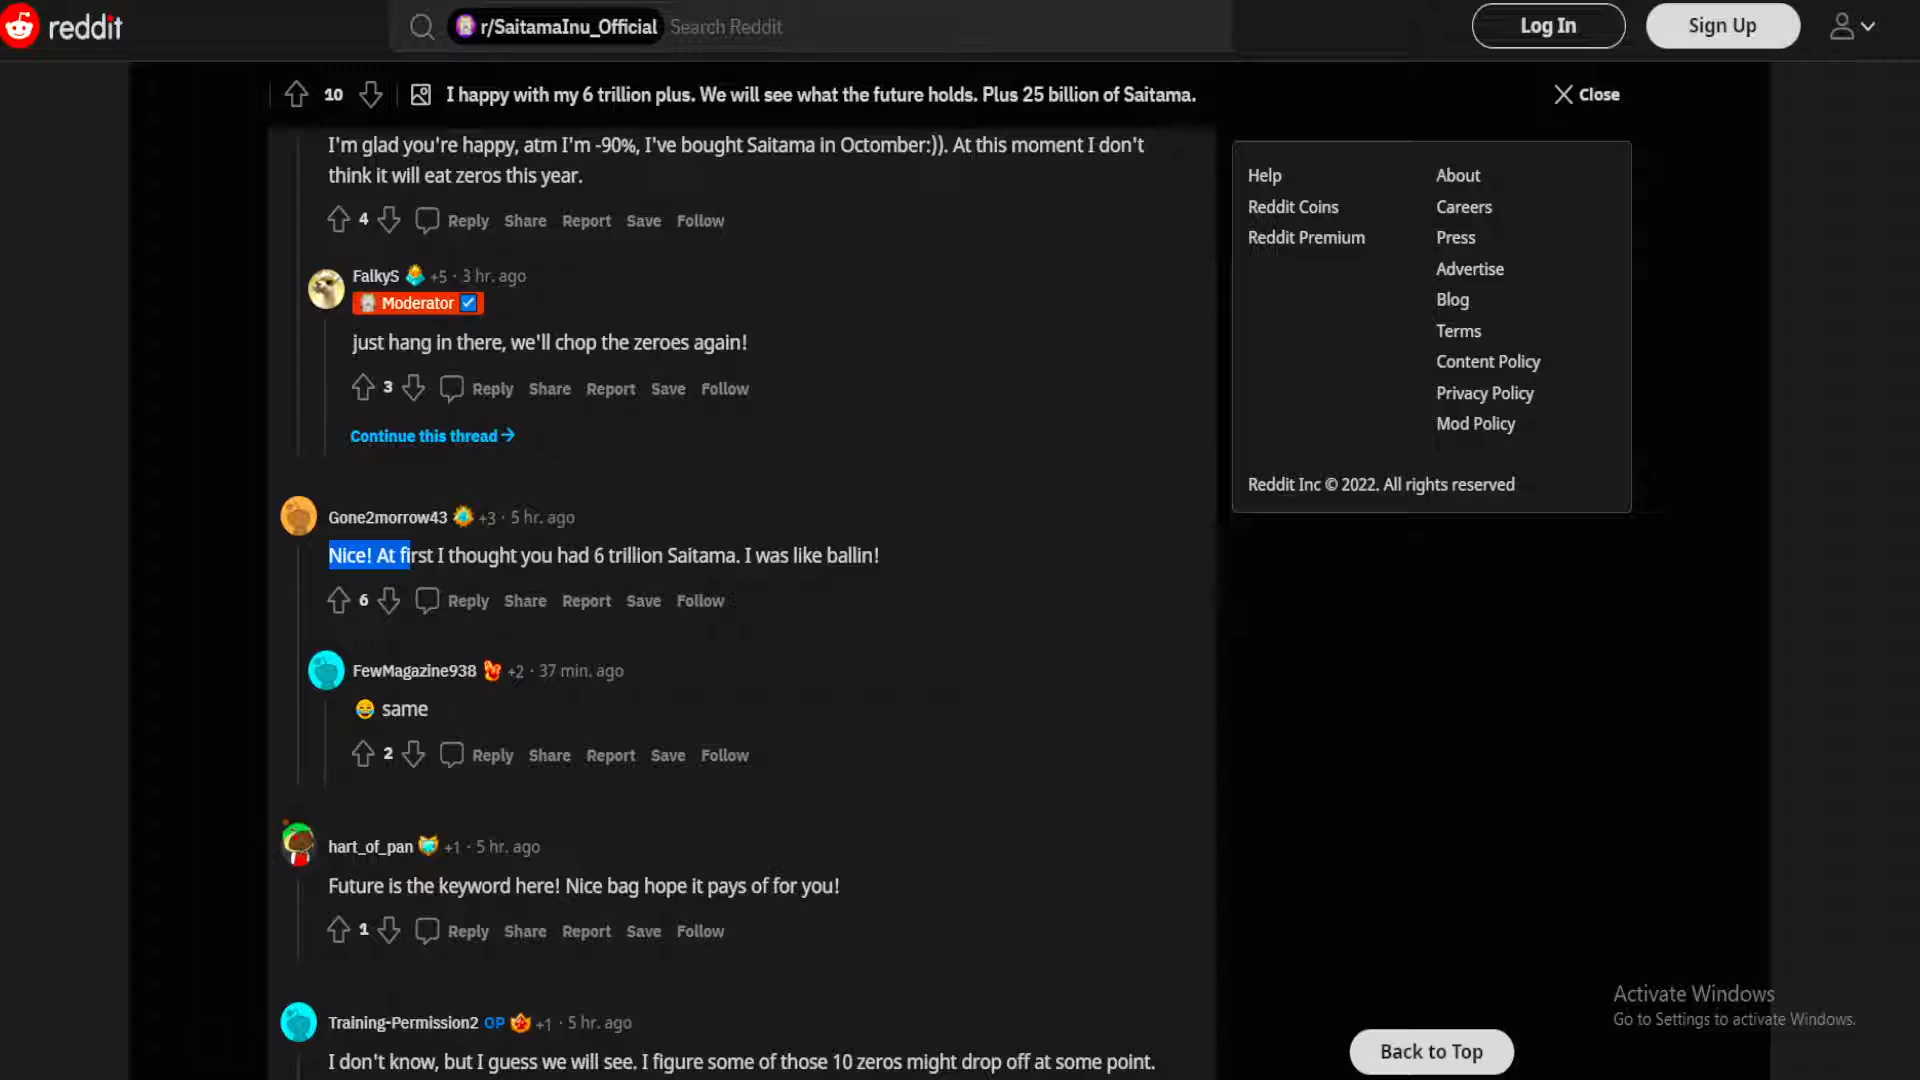 reddit
r/SaitamaInu_Official Search Reddit
Log In
Sign Up
10
I happy with my 6 trillion plus. We will see what the future holds. Plus 25 billion of Saitama.
Close
I'm glad you're happy, atm I'm -90%, I've bought Saitama in Octomber:)). At this moment I don't
think it will eat zeros this year.
4 Reply Share Report Save Follow
FalkyS +5 · 3 hr. ago
Moderator
just hang in there, we'll chop the zeroes again!
3 Reply Share Report Save Follow
Continue this thread
Gone2morrow43 +3 · 5 hr. ago
Nice! At first I thought you had 6 trillion Saitama. I was like ballin!
6 Reply Share Report Save Follow
FewMagazine938 +2 · 37 min. ago
😂 same
2 Reply Share Report Save Follow
hart_of_pan +1 · 5 hr. ago
Future is the keyword here! Nice bag hope it pays of for you!
1 Reply Share Report Save Follow
Training-Permission2 OP +1 · 5 hr. ago
I don't know, but I guess we will see. I figure some of those 10 zeros might drop off at some point.
Help
Reddit Coins
Reddit Premium
About
Careers
Press
Advertise
Blog
Terms
Content Policy
Privacy Policy
Mod Policy
Reddit Inc © 2022. All rights reserved
Activate Windows
Go to Settings to activate Windows.
Back to Top